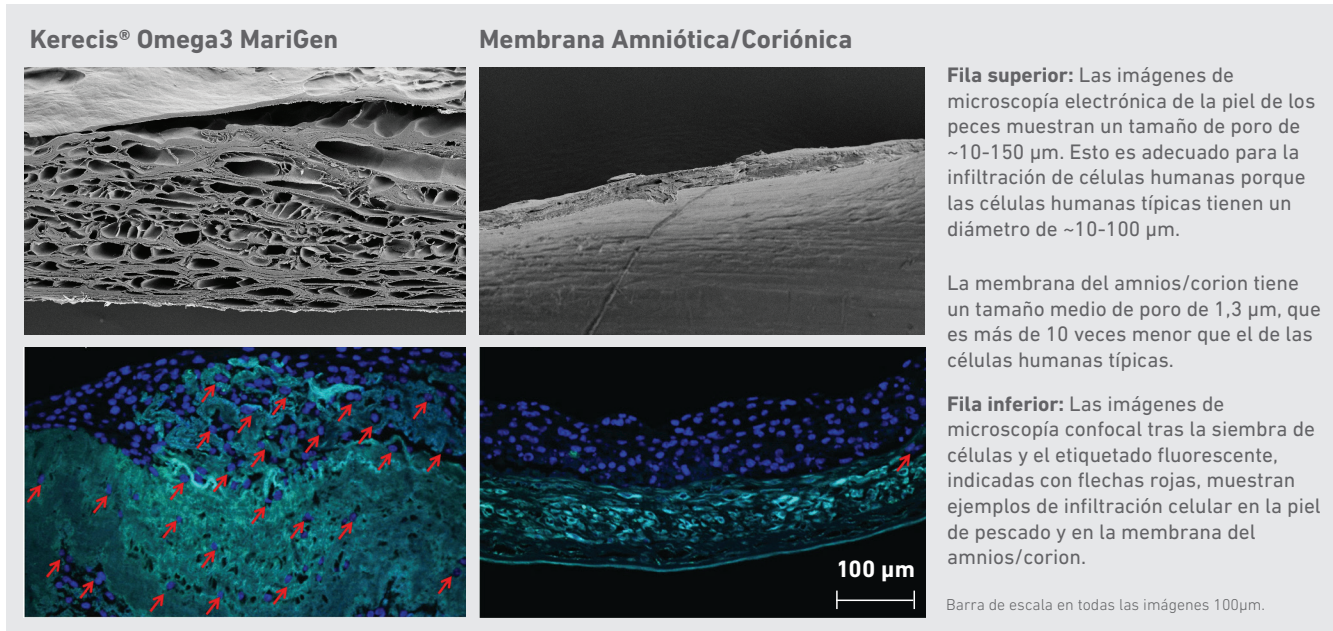 Kerecis® Omega3 MariGen
Membrana Amniótica/Coriónica
Fila superior: Las imágenes de
microscopía electrónica de la piel de los
peces muestran un tamaño de poro de
~10-150 µm. Esto es adecuado para la
infiltración de células humanas porque
las células humanas típicas tienen un
diámetro de ~10-100 µm.
La membrana del amnios/corion tiene
un tamaño medio de poro de 1,3 µm, que
es más de 10 veces menor que el de las
células humanas típicas.
Fila inferior: Las imágenes de
microscopía confocal tras la siembra de
células y el etiquetado fluorescente,
indicadas con flechas rojas, muestran
ejemplos de infiltración celular en la piel
de pescado y en la membrana del
amnios/corion.
100 µm
Barra de escala en todas las imágenes 100µm.